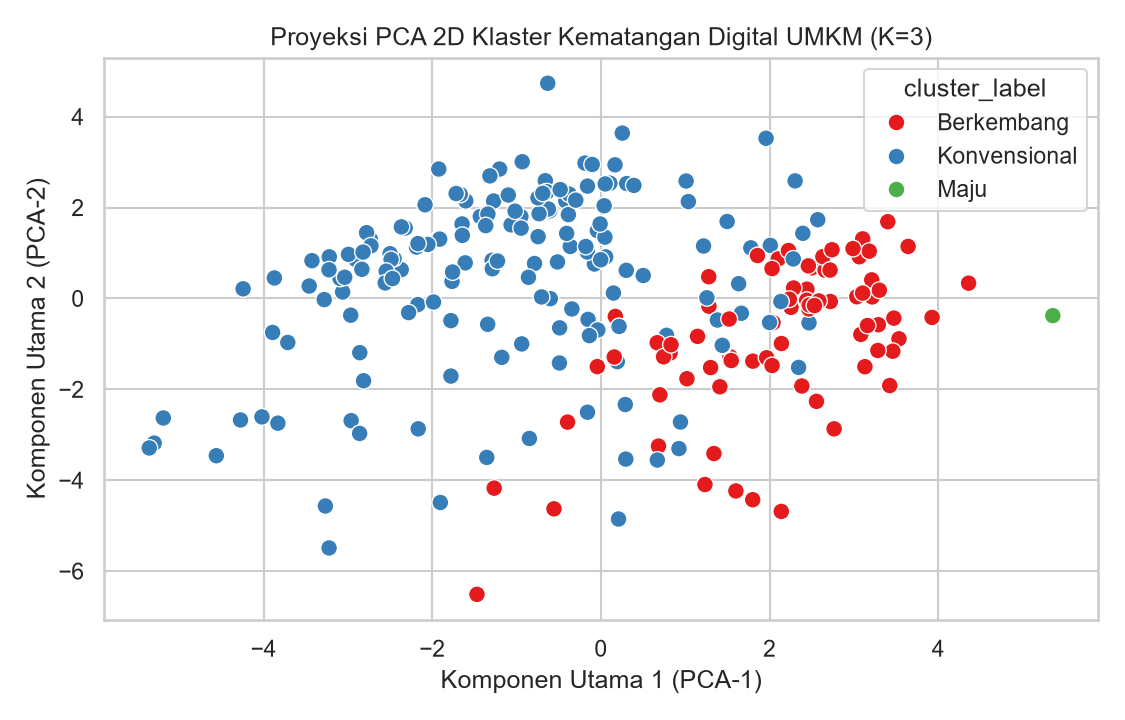 Proyeksi PCA 2D Klaster Kematangan Digital UMKM (K=3)
cluster_label
Berkembang
Konvensional
Maju
Komponen Utama 2 (PCA-2)
4
2
0
−2
−4
−6
−4
−2
0
2
4
Komponen Utama 1 (PCA-1)